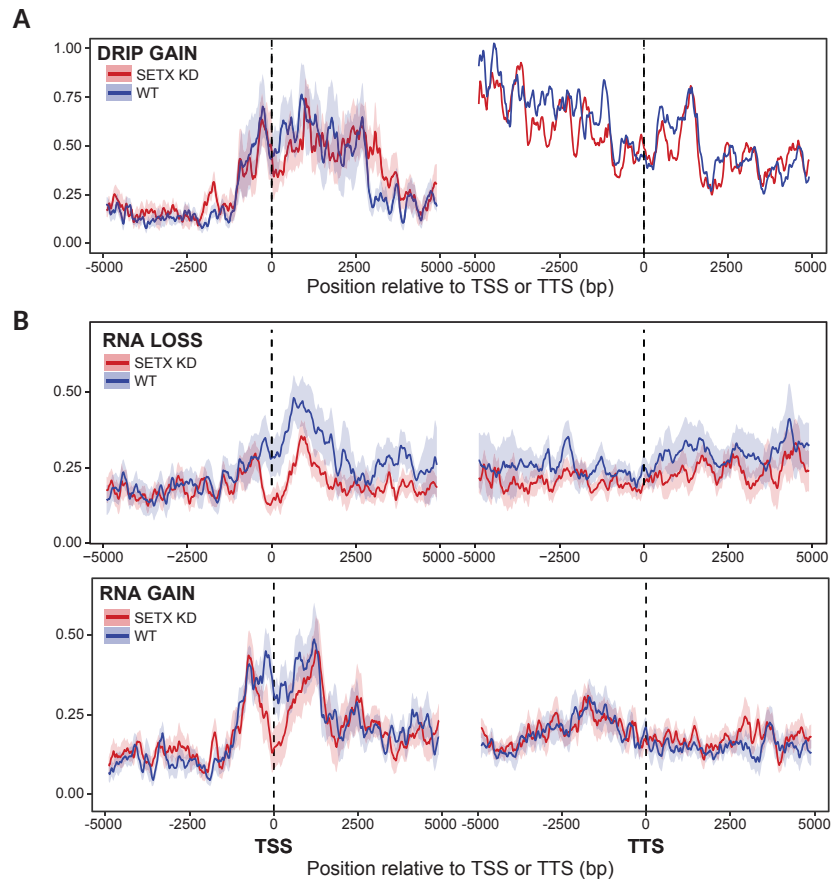 A
DRIP GAIN
SETX KD
WT
1.00
0.75
0.50
0.25
0.00
-5000 -2500 0 2500 5000 -5000 -2500 0 2500 5000
Position relative to TSS or TTS (bp)
B
RNA LOSS
SETX KD
WT
0.50
0.25
0.00
-5000 -2500 0 2500 5000 -5000 -2500 0 2500 5000
RNA GAIN
SETX KD
WT
0.50
0.25
0.00
-5000 -2500 0 2500 5000 -5000 -2500 0 2500 5000
TSS TTS
Position relative to TSS or TTS (bp)